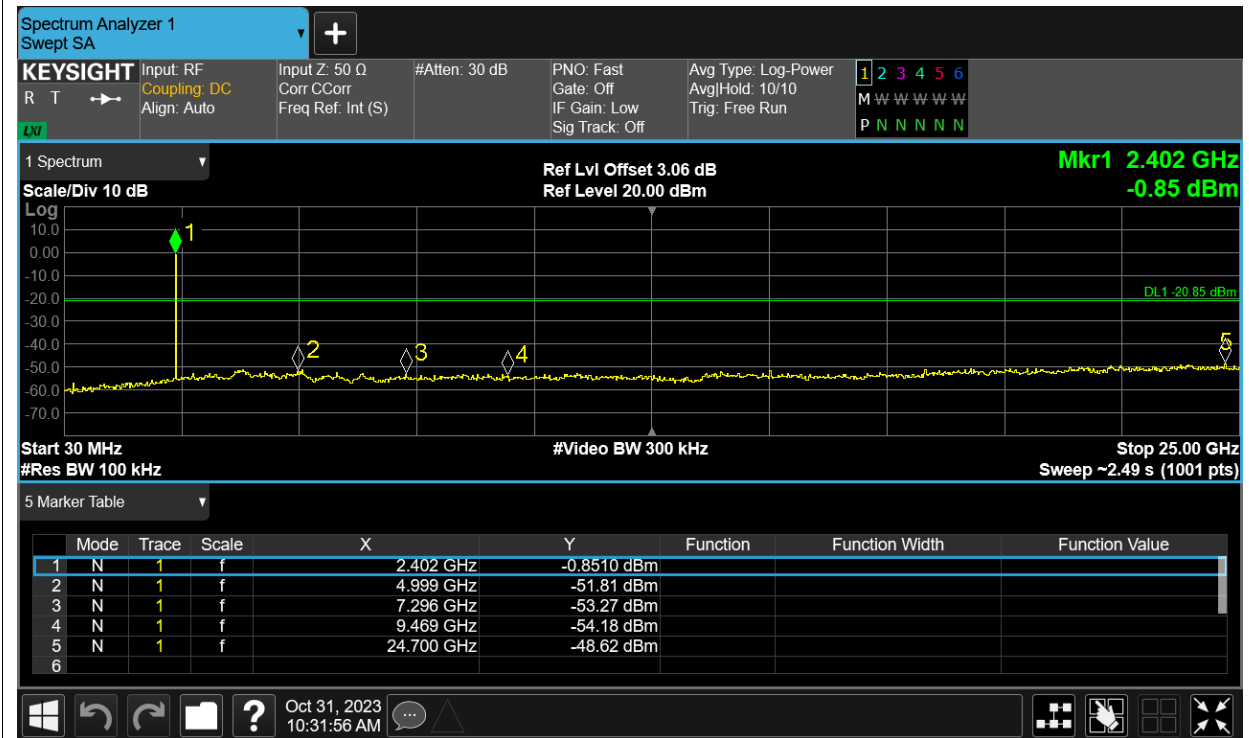 Spectrum Analyzer 1
Swept SA
KEYSIGHT
R T
LXI
Input: RF
Coupling: DC
Align: Auto
Input Z: 50 Ω
Corr CCorr
Freq Ref: Int (S)
#Atten: 30 dB
PNO: Fast
Gate: Off
IF Gain: Low
Sig Track: Off
Avg Type: Log-Power
Avg|Hold: 10/10
Trig: Free Run
1 2 3 4 5 6
M W W W W W
P N N N N N
1 Spectrum
Scale/Div 10 dB
Ref Lvl Offset 3.06 dB
Ref Level 20.00 dBm
Mkr1 2.402 GHz
-0.85 dBm
Log
10.0
0.00
-10.0
-20.0
-30.0
-40.0
-50.0
-60.0
-70.0
1
2
3
4
5
DL1 -20.85 dBm
Start 30 MHz
#Res BW 100 kHz
#Video BW 300 kHz
Stop 25.00 GHz
Sweep ~2.49 s (1001 pts)
5 Marker Table
Mode Trace Scale X Y Function Function Width Function Value
1 N 1 f 2.402 GHz -0.8510 dBm
2 N 1 f 4.999 GHz -51.81 dBm
3 N 1 f 7.296 GHz -53.27 dBm
4 N 1 f 9.469 GHz -54.18 dBm
5 N 1 f 24.700 GHz -48.62 dBm
6
?
Oct 31, 2023
10:31:56 AM